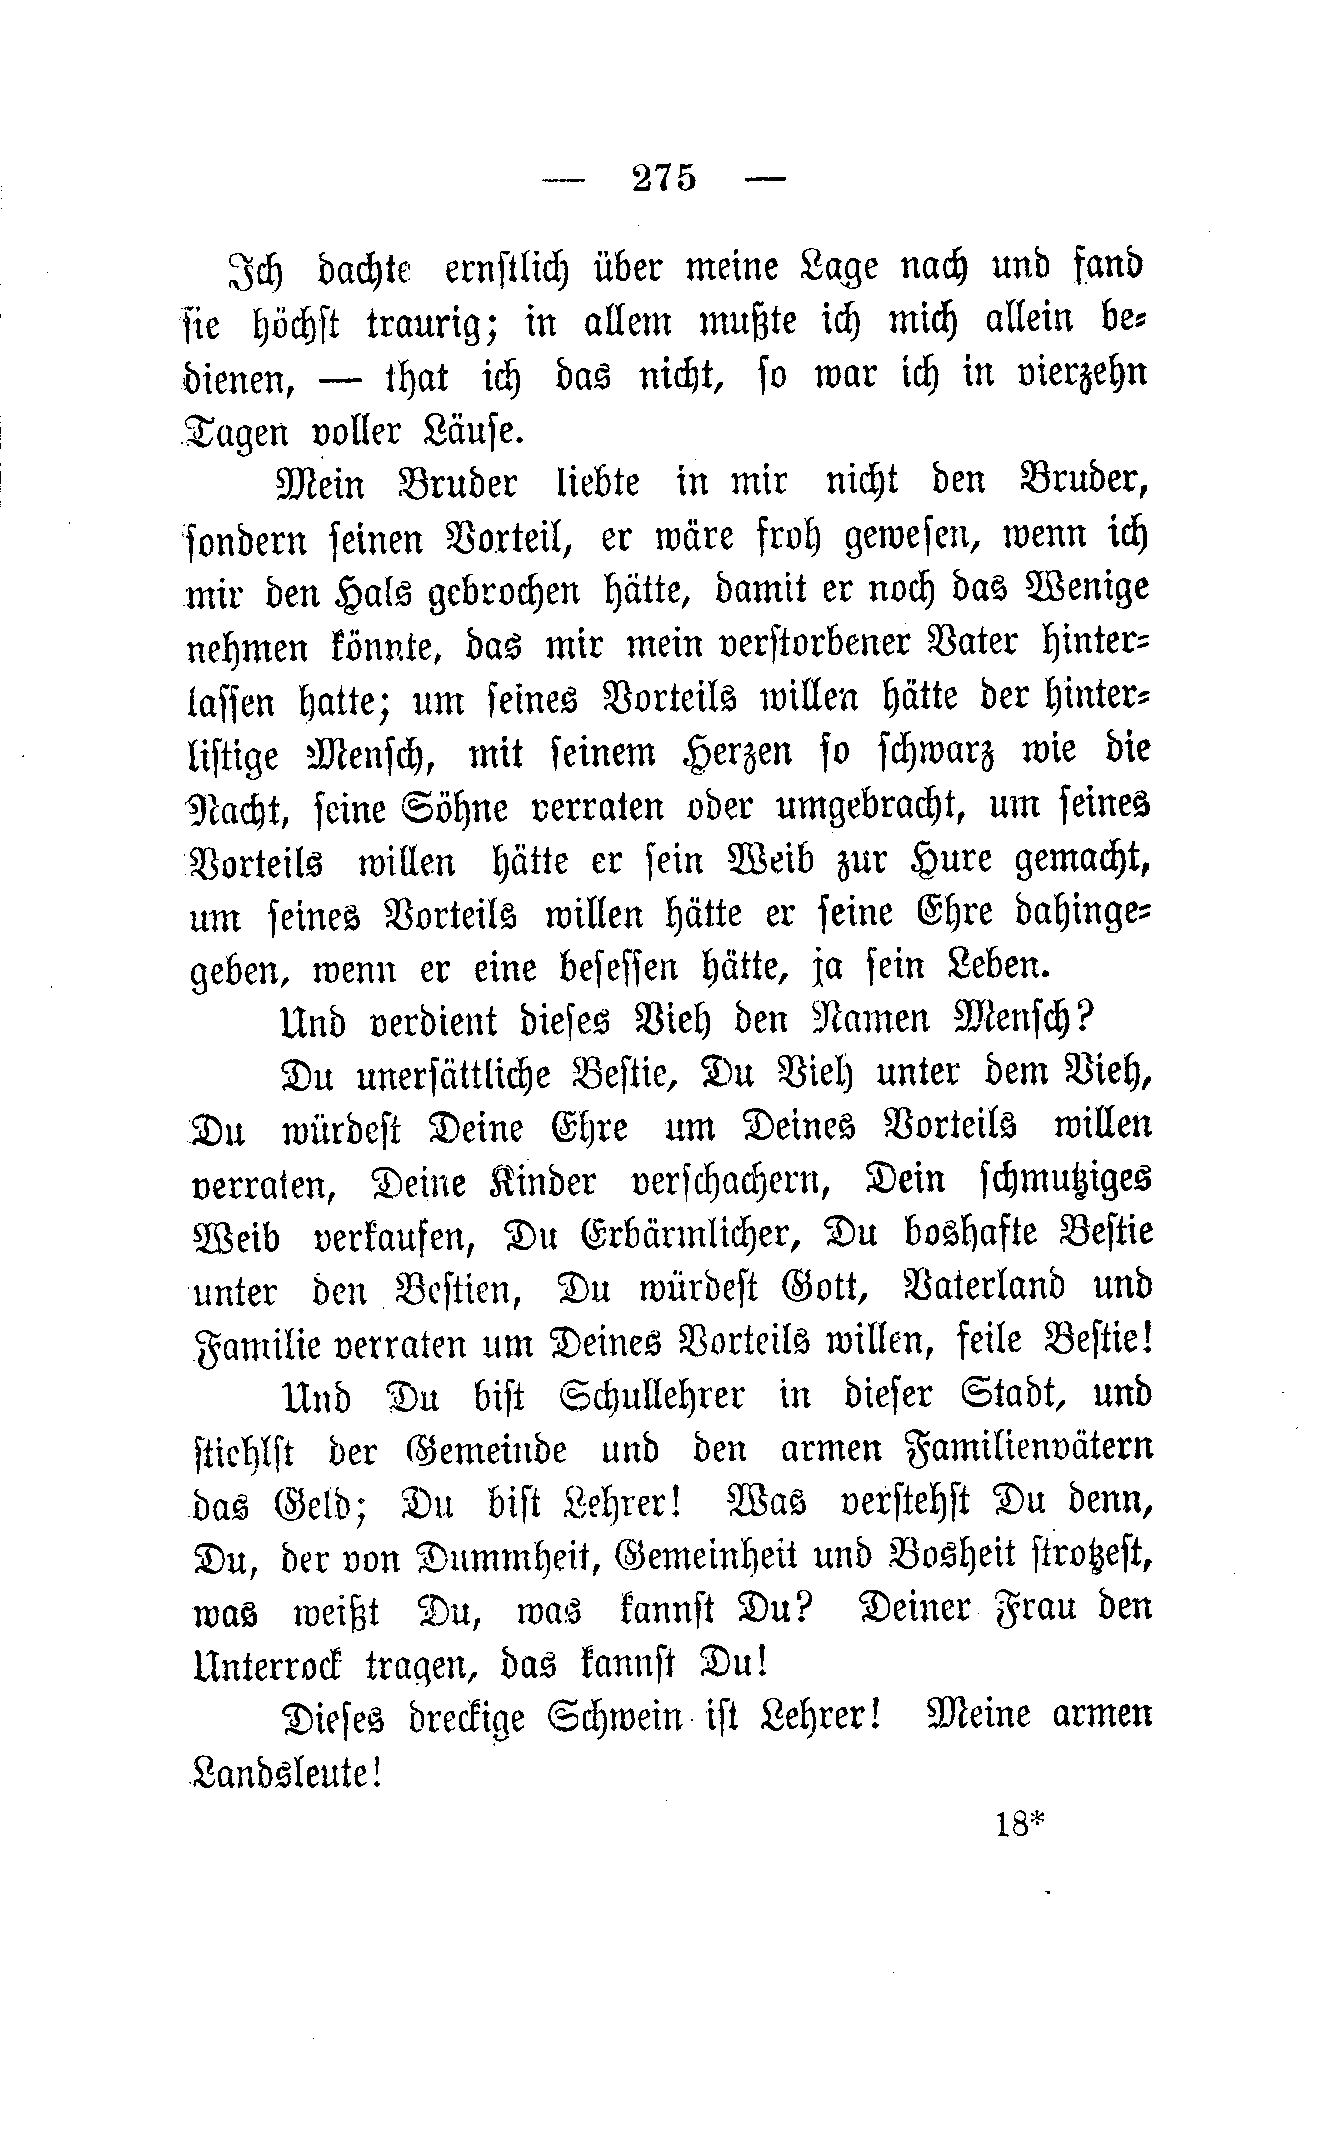 — 275 —
Ich dachte ernstlich über meine Lage nach und fand
sie höchst traurig; in allem mußte ich mich allein be-
dienen, — that ich das nicht, so war ich in vierzehn
Tagen voller Läuse.
Mein Bruder liebte in mir nicht den Bruder,
sondern seinen Vorteil, er wäre froh gewesen, wenn ich
mir den Hals gebrochen hätte, damit er noch das Wenige
nehmen könnte, das mir mein verstorbener Vater hinter-
lassen hatte; um seines Vorteils willen hätte der hinter-
listige Mensch, mit seinem Herzen so schwarz wie die
Nacht, seine Söhne verraten oder umgebracht, um seines
Vorteils willen hätte er sein Weib zur Hure gemacht,
um seines Vorteils willen hätte er seine Ehre dahinge-
geben, wenn er eine besessen hätte, ja sein Leben.
Und verdient dieses Vieh den Namen Mensch?
Du unersättliche Bestie, Du Vieh unter dem Vieh,
Du würdest Deine Ehre um Deines Vorteils willen
verraten, Deine Kinder verschachern, Dein schmutziges
Weib verkaufen, Du Erbärmlicher, Du boshafte Bestie
unter den Bestien, Du würdest Gott, Vaterland und
Familie verraten um Deines Vorteils willen, feile Bestie!
Und Du bist Schullehrer in dieser Stadt, und
stiehlst der Gemeinde und den armen Familienvätern
das Geld; Du bist Lehrer! Was verstehst Du denn,
Du, der von Dummheit, Gemeinheit und Bosheit strotzest,
was weißt Du, was kannst Du? Deiner Frau den
Unterrock tragen, das kannst Du!
Dieses dreckige Schwein ist Lehrer! Meine armen
Landsleute!
18*